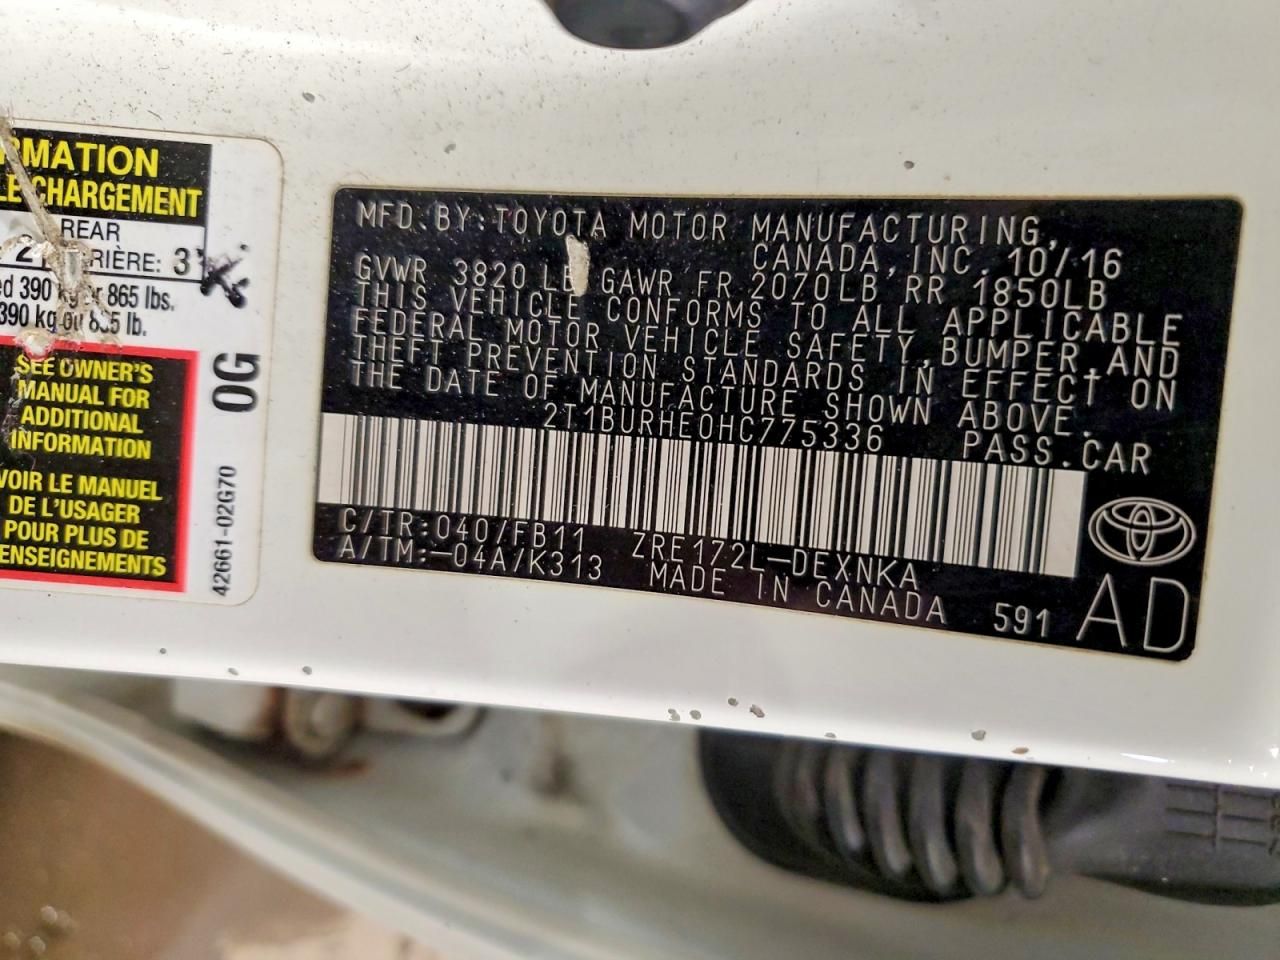 RMATION
LE CHARGEMENT
REAR
RIÈRE: 3
ed 390 kg or 865 lbs.
390 kg ou 865 lb.
SEE OWNER'S
MANUAL FOR
ADDITIONAL
INFORMATION
VOIR LE MANUEL
DE L'USAGER
POUR PLUS DE
ENSEIGNEMENTS
0G
42661-02G70
MFD.BY:TOYOTA MOTOR MANUFACTURING,
CANADA, INC. 10/16
GVWR 3820 LB GAWR FR 2070LB RR 1850LB
THIS VEHICLE CONFORMS TO ALL APPLICABLE
FEDERAL MOTOR VEHICLE SAFETY,BUMPER,AND
THEFT PREVENTION STANDARDS IN EFFECT ON
THE DATE OF MANUFACTURE SHOWN ABOVE.
2T1BURHE0HC775336 PASS.CAR
C/TR:0407/FB11 ZRE172L-DEXNKA
A/TM:-04A/K313 MADE IN CANADA 591 AD